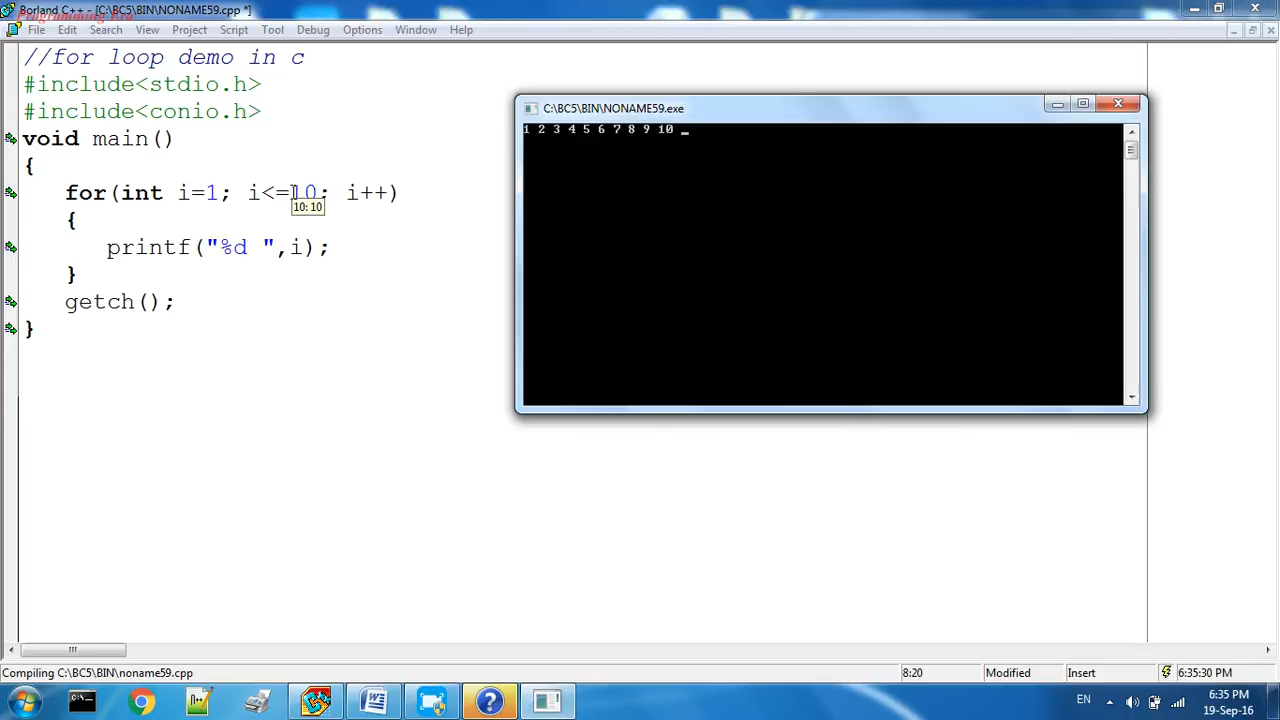 Borland C++ - [C:\BC5\BIN\NONAME59.cpp *]
File Edit Search View Project Script Tool Debug Options Window Help
//for loop demo in c
#include<stdio.h>
#include<conio.h>
void main()
{
for(int i=1; i<=10; i++)
10: 10
{
printf("%d ",i);
}
getch();
}
C:\BC5\BIN\NONAME59.exe
1 2 3 4 5 6 7 8 9 10 _
Compiling C:\BC5\BIN\noname59.cpp
8:20
Modified
Insert
6:35:30 PM
EN
6:35 PM
19-Sep-16